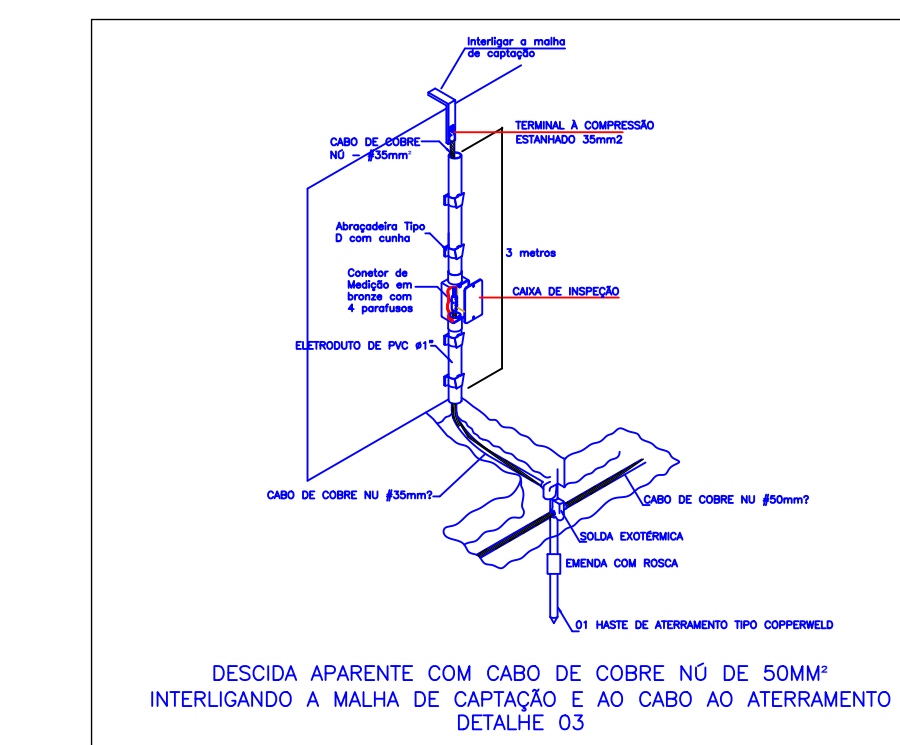 Interligar a malha
de captação
TERMINAL À COMPRESSÃO
ESTANHADO 35mm2
CABO DE COBRE
NÚ - #35mm²
Abraçadeira Tipo
D com cunha
3 metros
Conetor de
Medição em
bronze com
4 parafusos
CAIXA DE INSPEÇÃO
ELETRODUTO DE PVC ø1"
CABO DE COBRE NU #35mm?
CABO DE COBRE NU #50mm?
SOLDA EXOTÉRMICA
EMENDA COM ROSCA
01 HASTE DE ATERRAMENTO TIPO COPPERWELD
DESCIDA APARENTE COM CABO DE COBRE NÚ DE 50MM²
INTERLIGANDO A MALHA DE CAPTAÇÃO E AO CABO AO ATERRAMENTO
DETALHE 03